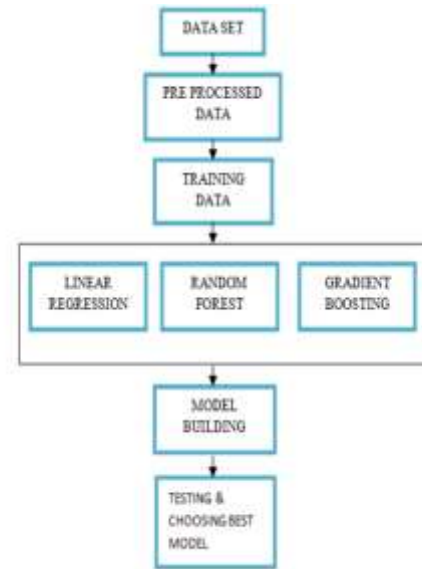 DATA SET
PRE PROCESSED
DATA
TRAINING
DATA
LINEAR
REGRESSION
RANDOM
FOREST
GRADIENT
BOOSTING
MODEL
BUILDING
TESTING &
CHOOSING BEST
MODEL